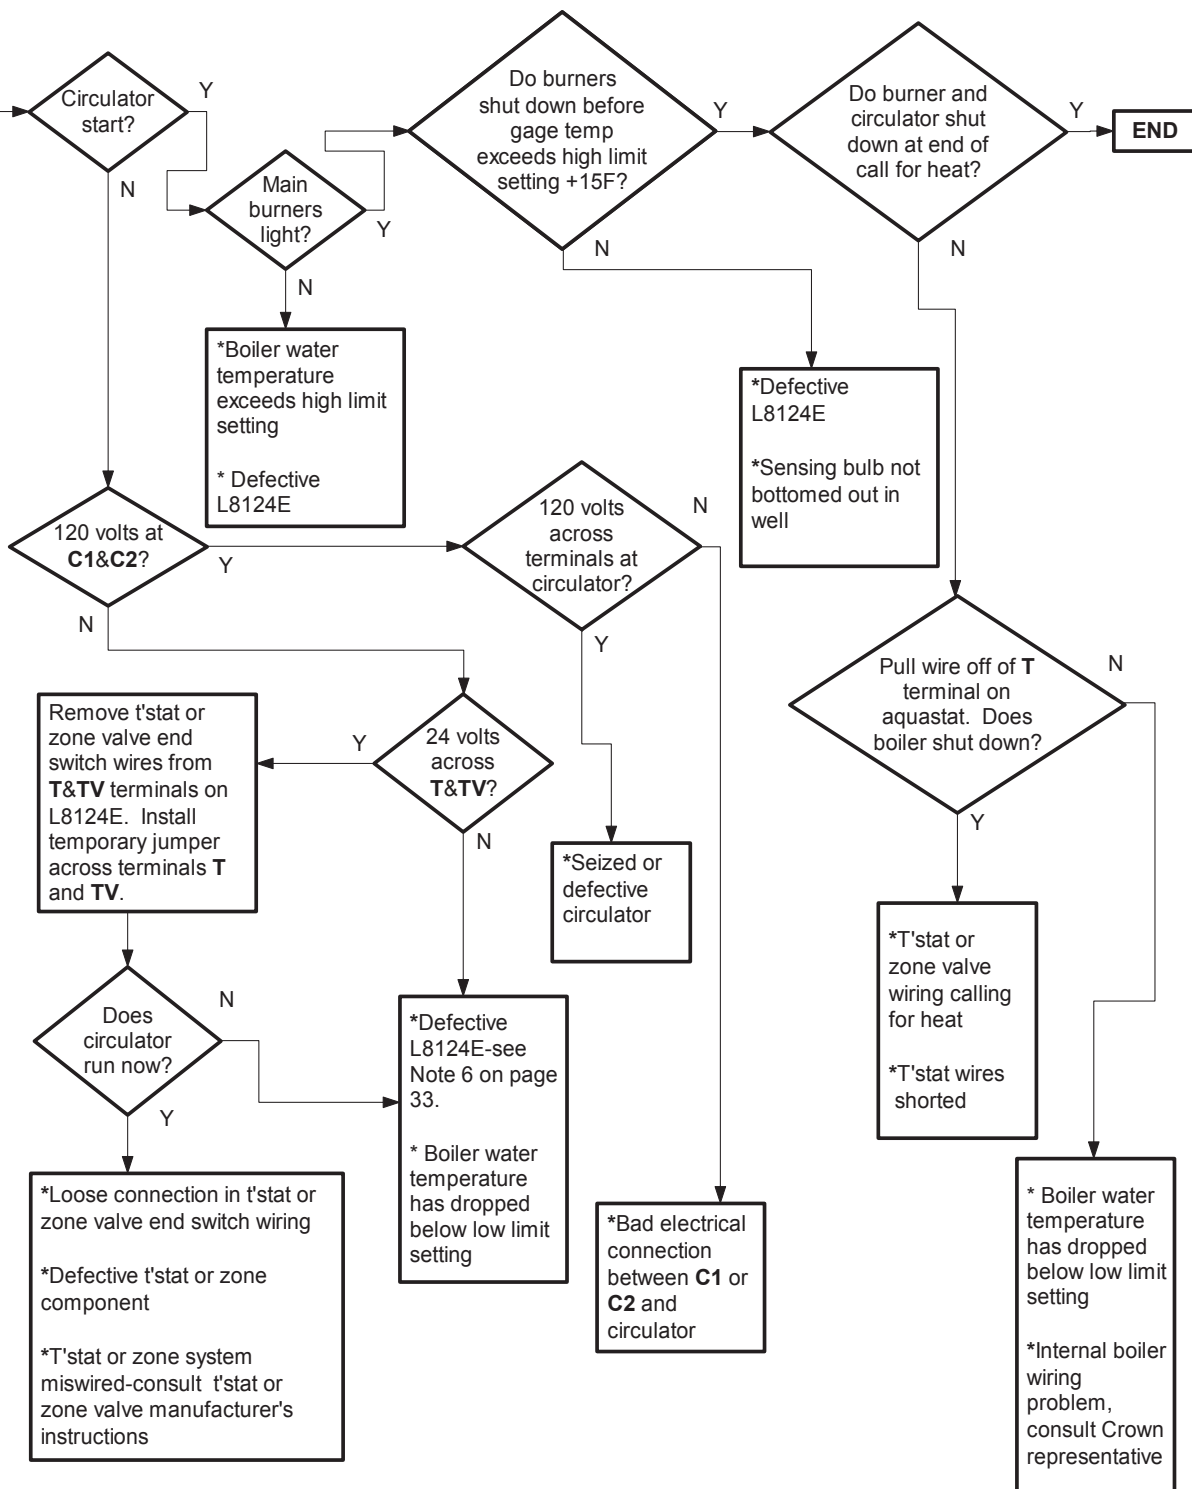 Circulator
start?
Y
N
Main
burners
light?
Y
N
Do burners
shut down before
gage temp
exceeds high limit
setting +15F?
Y
N
Do burner and
circulator shut
down at end of
call for heat?
Y
N
END
*Boiler water
temperature
exceeds high limit
setting
* Defective
L8124E
*Defective
L8124E
*Sensing bulb not
bottomed out in
well
120 volts at
C1&C2?
Y
N
120 volts
across
terminals at
circulator?
N
Y
Pull wire off of T
terminal on
aquastat. Does
boiler shut down?
N
Y
Remove t'stat or
zone valve end
switch wires from
T&TV terminals on
L8124E. Install
temporary jumper
across terminals T
and TV.
24 volts
across
T&TV?
Y
N
*Seized or
defective
circulator
*T'stat or
zone valve
wiring calling
for heat
*T'stat wires
shorted
Does
circulator
run now?
N
Y
*Defective
L8124E-see
Note 6 on page
33.
* Boiler water
temperature
has dropped
below low limit
setting
*Loose connection in t'stat or
zone valve end switch wiring
*Defective t'stat or zone
component
*T'stat or zone system
miswired-consult t'stat or
zone valve manufacturer's
instructions
*Bad electrical
connection
between C1 or
C2 and
circulator
* Boiler water
temperature
has dropped
below low limit
setting
*Internal boiler
wiring
problem,
consult Crown
representative